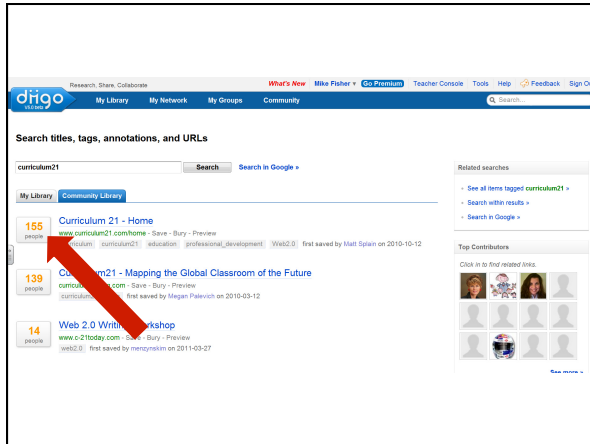 Research, Share, Collaborate
What's New Mike Fisher ▾ Go Premium Teacher Console Tools Help Feedback Sign O
diigo
V5.0 beta
My Library My Network My Groups Community
Search...
Search titles, tags, annotations, and URLs
curriculum21 Search Search in Google »
My Library Community Library
155
people
Curriculum 21 - Home
www.curriculum21.com/home - Save - Bury - Preview
curriculum21 education professional_development Web2.0 first saved by Matt Splain on 2010-10-12
139
people
- Mapping the Global Classroom of the Future
- Bury - Preview
first saved by Megan Palevich on 2010-03-12
14
people
Web 2.0
www.c-21today.com - Bury - Preview
web2.0 first saved by menzynskim on 2011-03-27
Related searches
See all items tagged curriculum21 »
Search within results »
Search in Google »
Top Contributors
Click in to find related links.
See more »